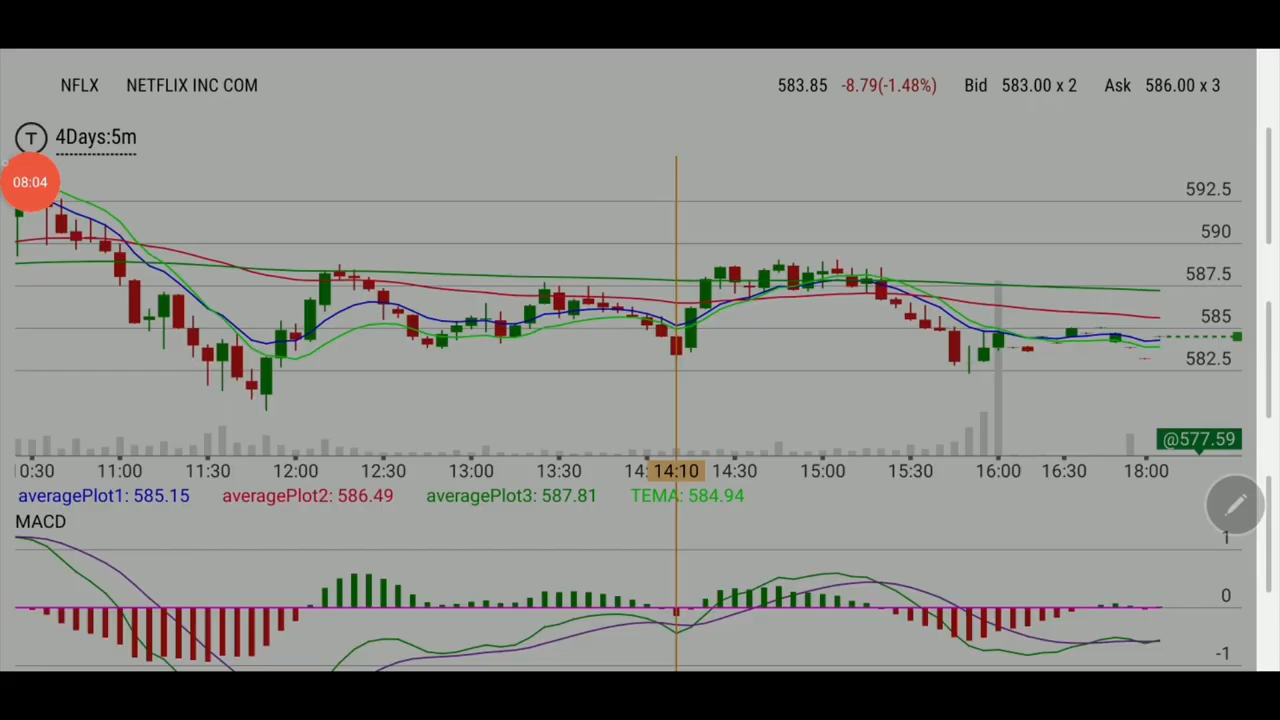 NFLX NETFLIX INC COM 583.85 -8.79(-1.48%) Bid 583.00 x 2 Ask 586.00 x 3
T 4Days:5m
08:04
592.5
590
587.5
585
582.5
@577.59
0:30 11:00 11:30 12:00 12:30 13:00 13:30 14: 14:10 14:30 15:00 15:30 16:00 16:30 18:00
averagePlot1: 585.15 averagePlot2: 586.49 averagePlot3: 587.81 TEMA: 584.94
MACD
1
0
-1